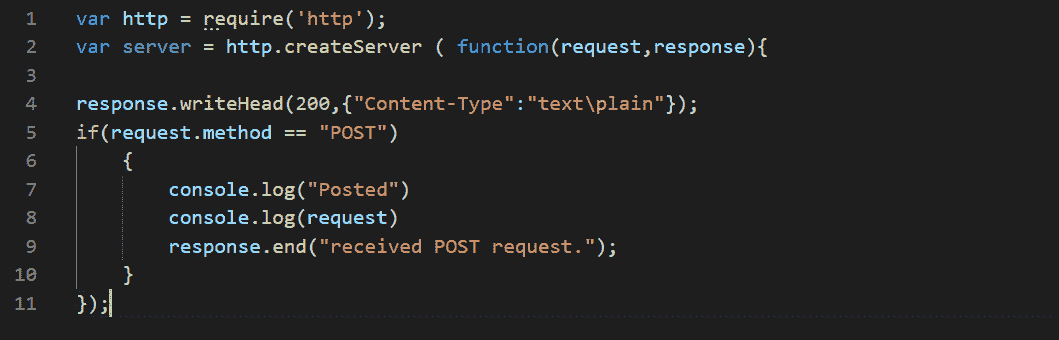 1 var http = require('http');
2 var server = http.createServer ( function(request,response){
3
4 response.writeHead(200,{"Content-Type":"text\plain"});
5 if(request.method == "POST")
6 {
7 console.log("Posted")
8 console.log(request)
9 response.end("received POST request.");
10 }
11 });